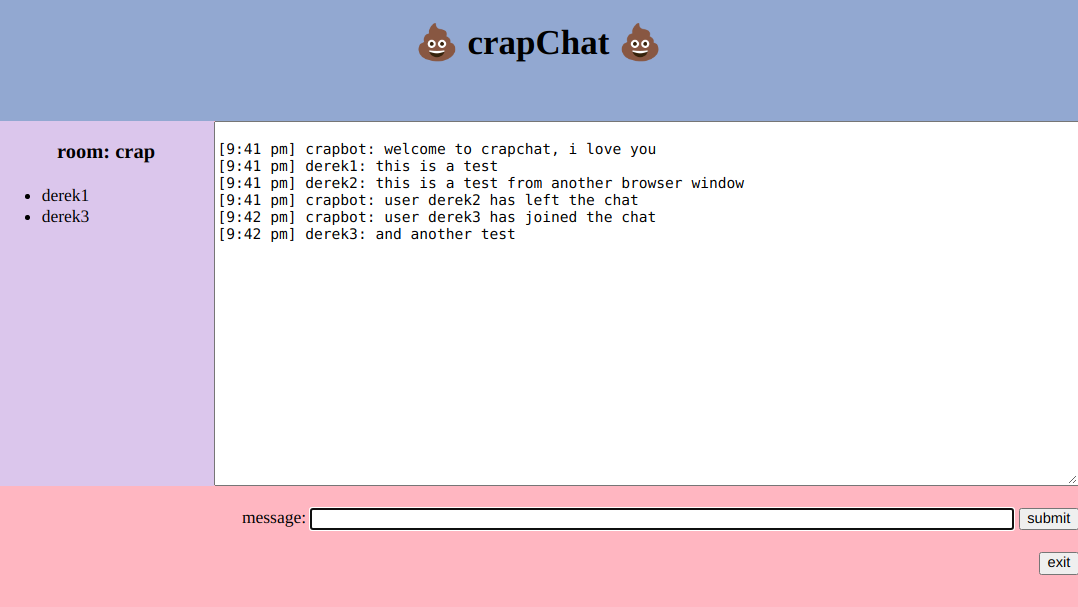 💩 crapChat 💩
room: crap
derek1
derek3
[9:41 pm] crapbot: welcome to crapchat, i love you
[9:41 pm] derek1: this is a test
[9:41 pm] derek2: this is a test from another browser window
[9:41 pm] crapbot: user derek2 has left the chat
[9:42 pm] crapbot: user derek3 has joined the chat
[9:42 pm] derek3: and another test
message:
submit
exit